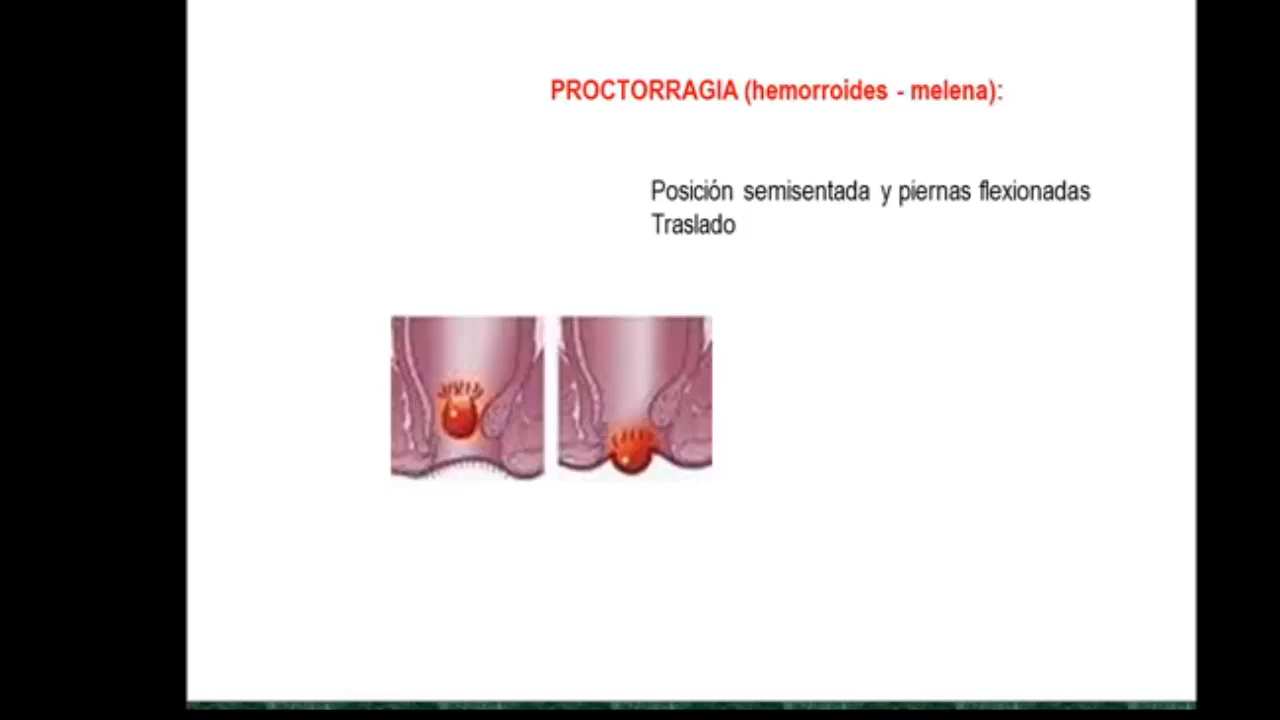 PROCTORRAGIA (hemorroides - melena):
Posición semisentada y piernas flexionadas
Traslado